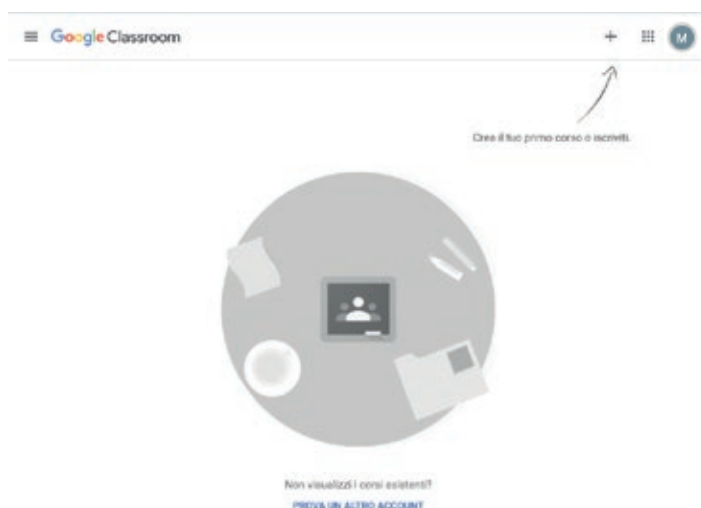 Google Classroom
M
Crea il tuo primo corso o iscriviti.
Non visualizzi i corsi esistenti?
PROVA UN ALTRO ACCOUNT